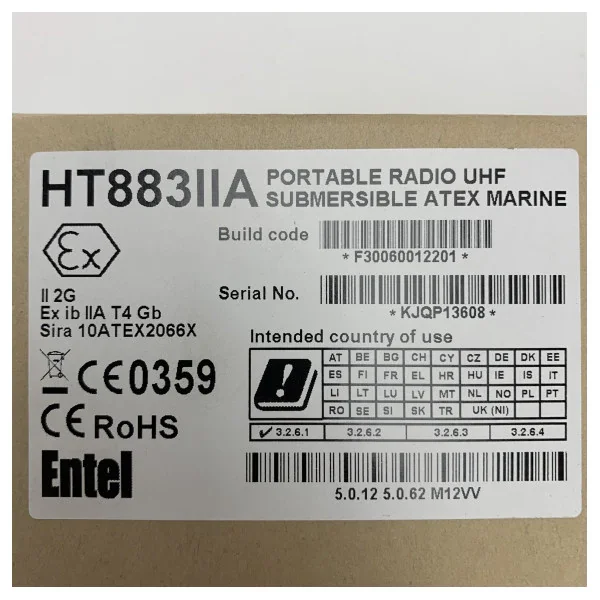 HT883IIA PORTABLE RADIO UHF
SUBMERSIBLE ATEX MARINE
Build code
* F30060012201 *
Ex
II 2G
Ex ib IIA T4 Gb
Sira 10ATEX2066X
Serial No.
* KJQP13608 *
Intended country of use
AT BE BG CH CY CZ DE DK EE
ES FI FR EL HR HU IE IS IT
LI LT LU LV MT NL NO PL PT
RO SE SI SK TR UK (NI)
✓ 3.2.6.1 3.2.6.2 3.2.6.3 3.2.6.4
CE0359
CE RoHS
Entel
5.0.12 5.0.62 M12VV